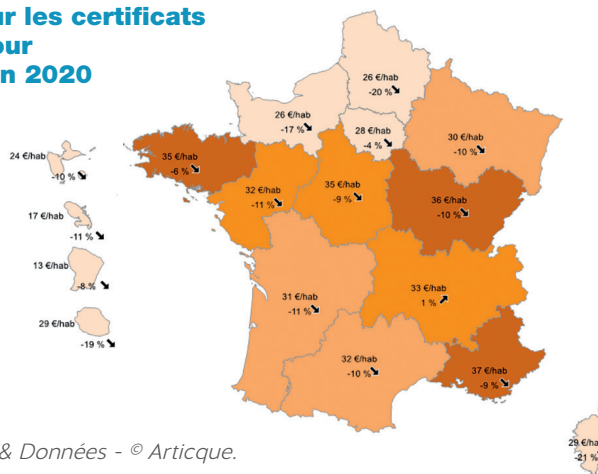 ur les certificats
our
n 2020
26 €/hab
-20 %
26 €/hab
-17 %
28 €/hab
-4 %
30 €/hab
-10 %
24 €/hab
-10 %
35 €/hab
-6 %
32 €/hab
-11 %
35 €/hab
-9 %
36 €/hab
-10 %
17 €/hab
-11 %
13 €/hab
-8 %
33 €/hab
1 %
31 €/hab
-11 %
29 €/hab
-19 %
32 €/hab
-10 %
37 €/hab
-9 %
29 €/ha
-21 %
& Données - © Articque.